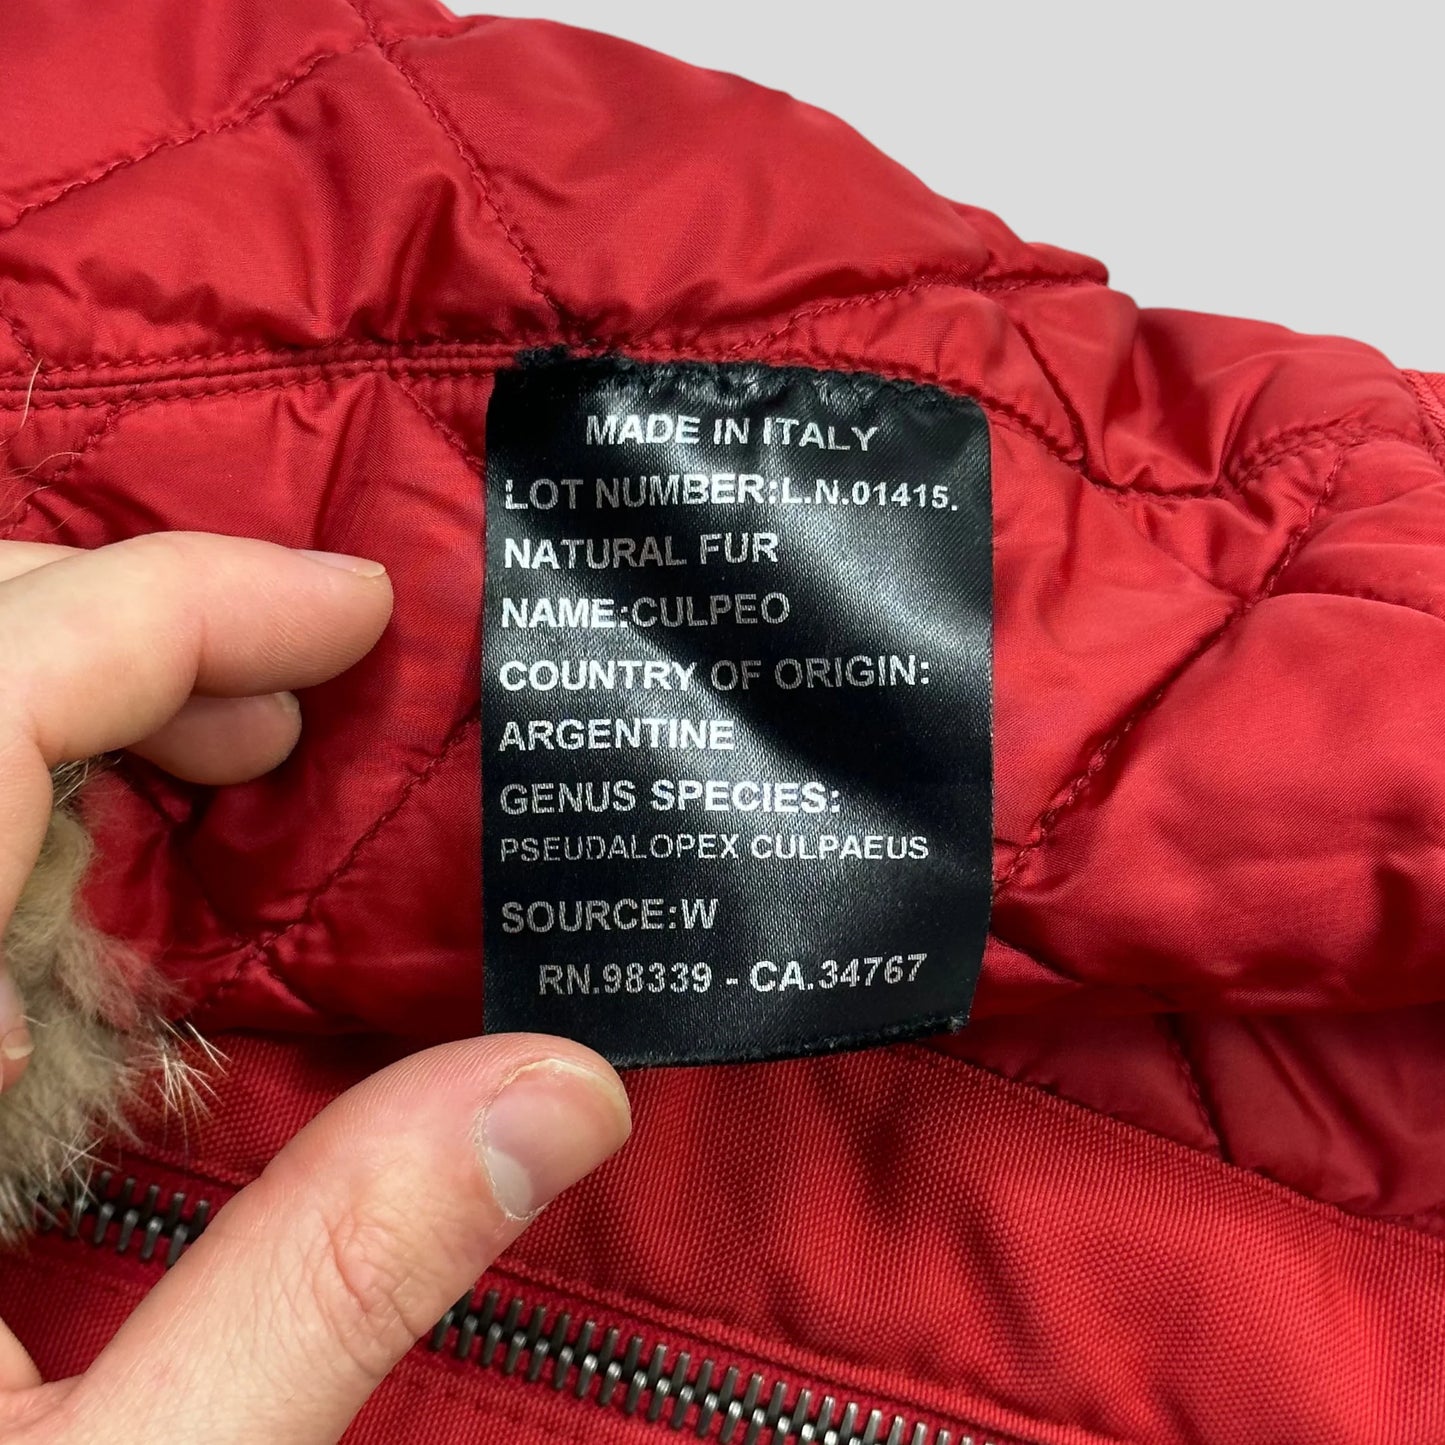 MADE IN ITALY
LOT NUMBER:L.N.01415.
NATURAL FUR
NAME:CULPEO
COUNTRY OF ORIGIN:
ARGENTINE
GENUS SPECIES:
PSEUDALOPEX CULPAEUS
SOURCE:W
RN.98339 - CA.34767